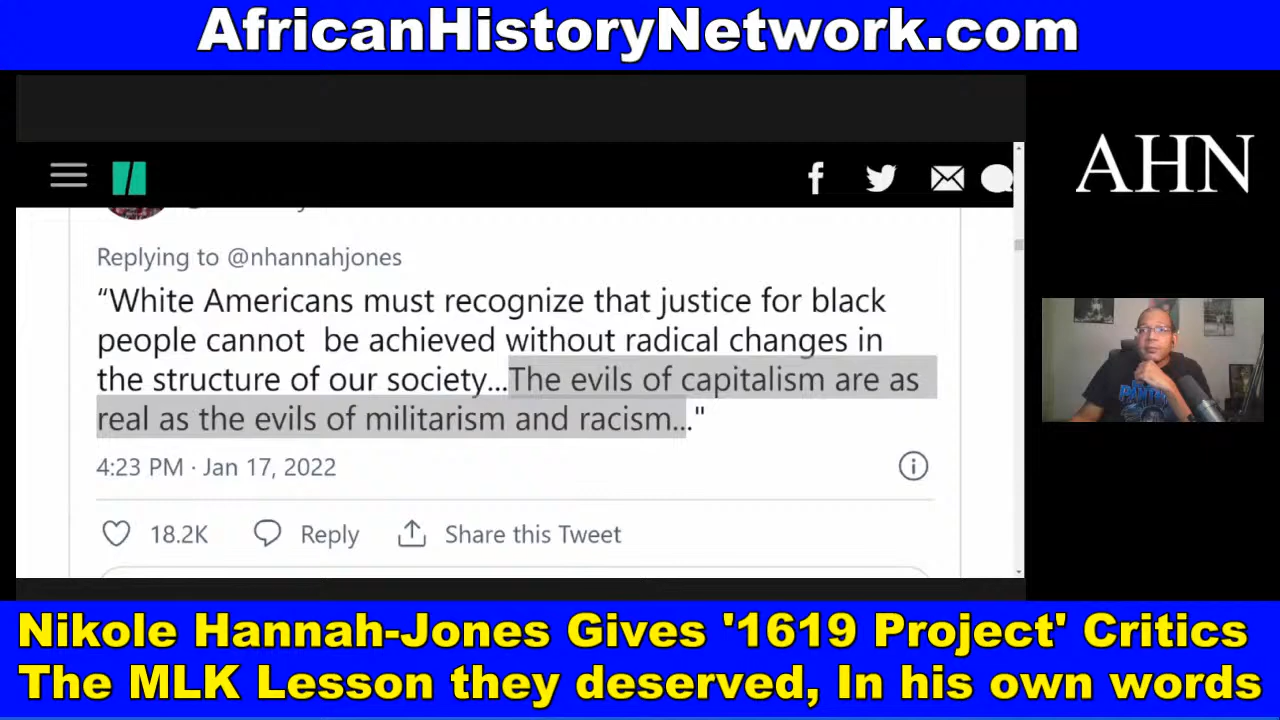 AfricanHistoryNetwork.com
AHN
Replying to @nhannahjones
“White Americans must recognize that justice for black
people cannot  be achieved without radical changes in
the structure of our society...The evils of capitalism are as
real as the evils of militarism and racism..."
4:23 PM · Jan 17, 2022
18.2K
Reply
Share this Tweet
Nikole Hannah-Jones Gives '1619 Project' Critics
The MLK Lesson they deserved, In his own words